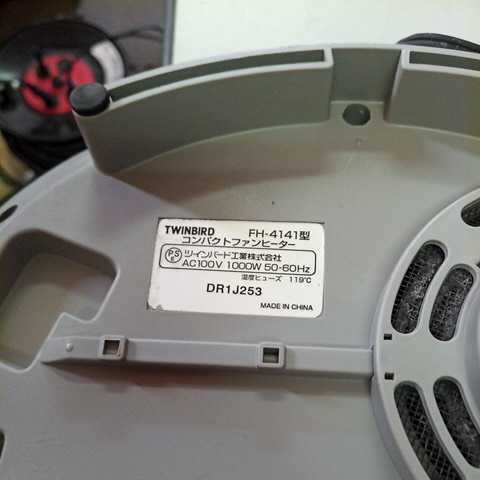 TWINBIRD FH-4141型
コンパクトファンヒーター
PS E ツインバード工業株式会社
AC100V 1000W 50-60Hz
温度ヒューズ 119℃
DR1J253
MADE IN CHINA